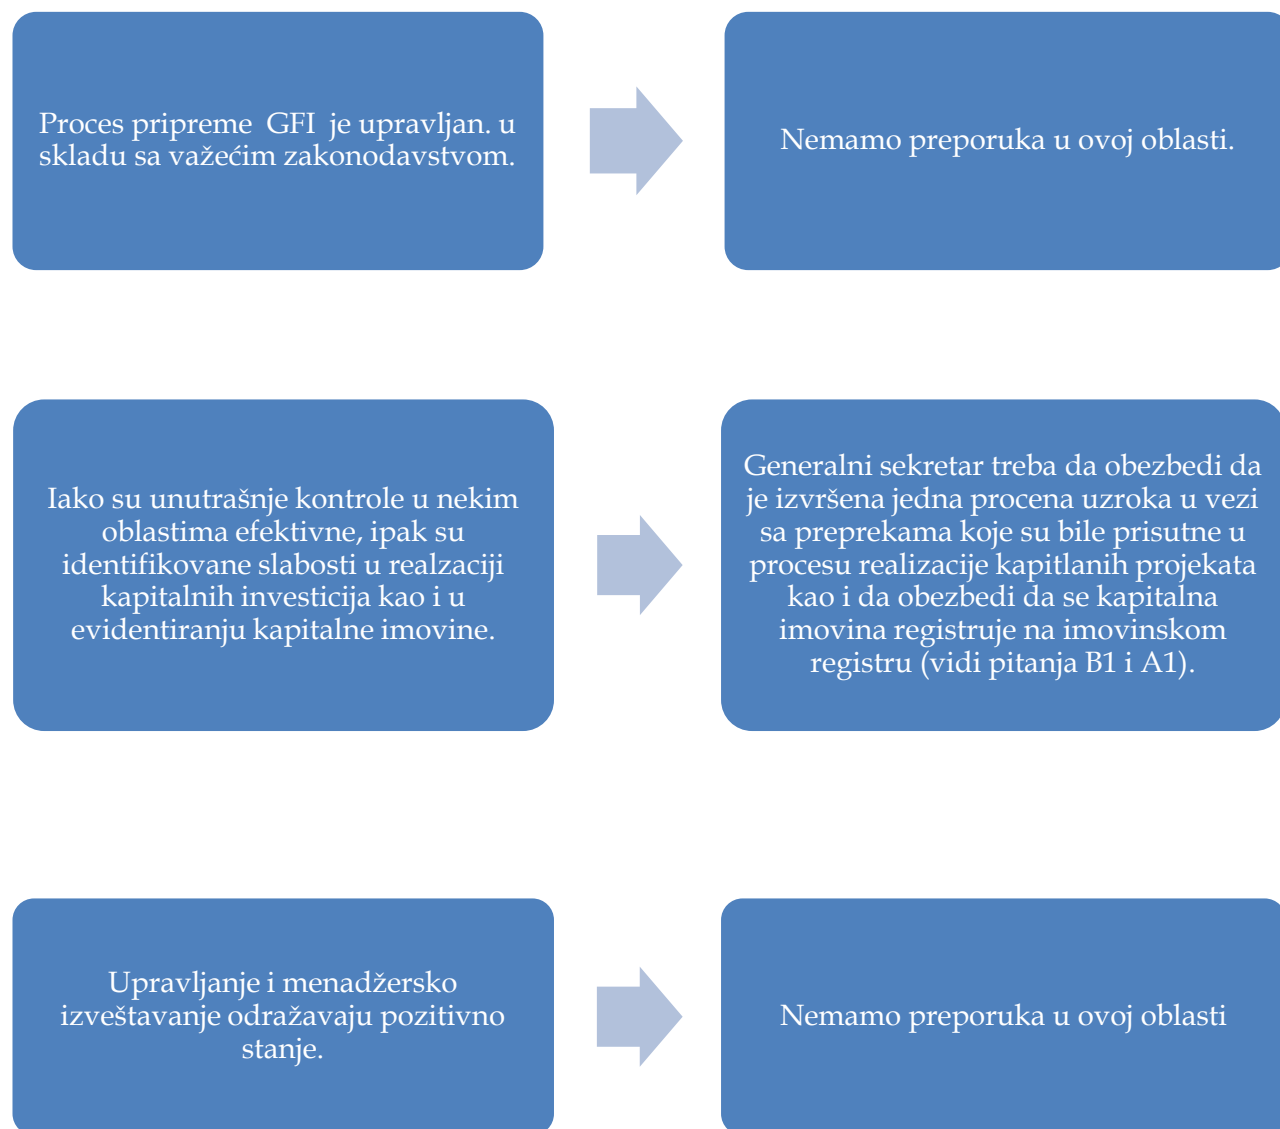 Proces pripreme GFI je upravljan. u
skladu sa važećim zakonodavstvom.
Nemamo preporuka u ovoj oblasti.
Iako su unutrašnje kontrole u nekim
oblastima efektivne, ipak su
identifikovane slabosti u realzaciji
kapitalnih investicija kao i u
evidentiranju kapitalne imovine.
Generalni sekretar treba da obezbedi da
je izvršena jedna procena uzroka u vezi
sa preprekama koje su bile prisutne u
procesu realizacije kapitlanih projekata
kao i da obezbedi da se kapitalna
imovina registruje na imovinskom
registru (vidi pitanja B1 i A1).
Upravljanje i menadžersko
izveštavanje odražavaju pozitivno
stanje.
Nemamo preporuka u ovoj oblasti